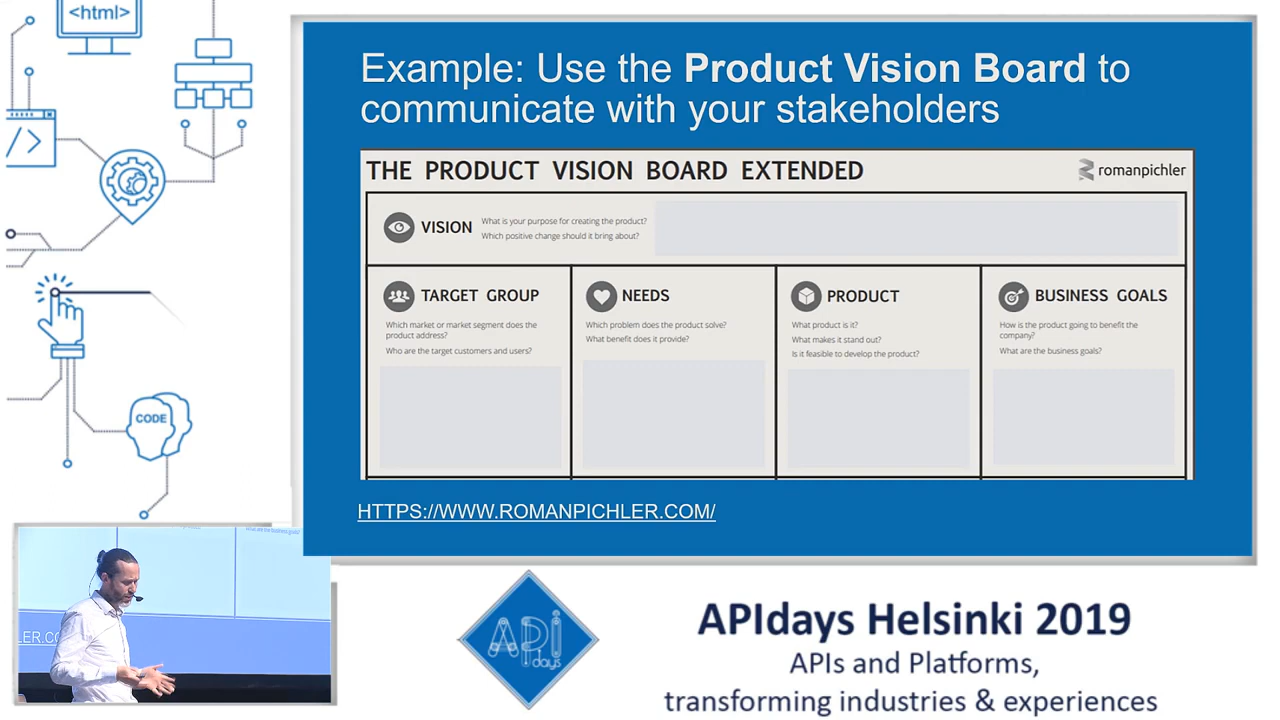 <html>
</>
CODE
Example: Use the Product Vision Board to
communicate with your stakeholders
THE PRODUCT VISION BOARD EXTENDED
romanpichler
VISION
What is your purpose for creating the product?
Which positive change should it bring about?
TARGET GROUP
Which market or market segment does the
product address?
Who are the target customers and users?
NEEDS
Which problem does the product solve?
What benefit does it provide?
PRODUCT
What product is it?
What makes it stand out?
Is it feasible to develop the product?
BUSINESS GOALS
How is the product going to benefit the
company?
What are the business goals?
HTTPS://WWW.ROMANPICHLER.COM/
LER.CO
API
days
APIdays Helsinki 2019
APIs and Platforms,
transforming industries & experiences